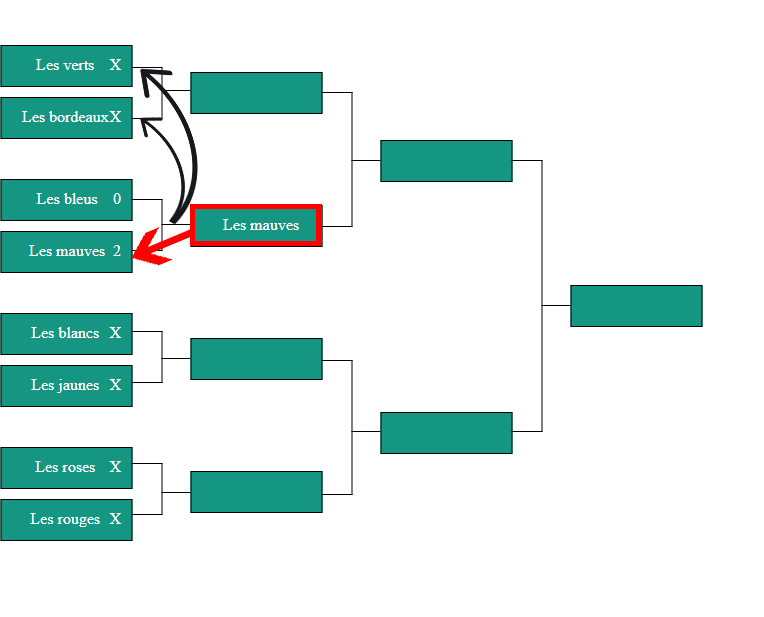 Les verts X
Les bordeauxX
Les bleus 0
Les mauves 2
Les mauves
Les blancs X
Les jaunes X
Les roses X
Les rouges X